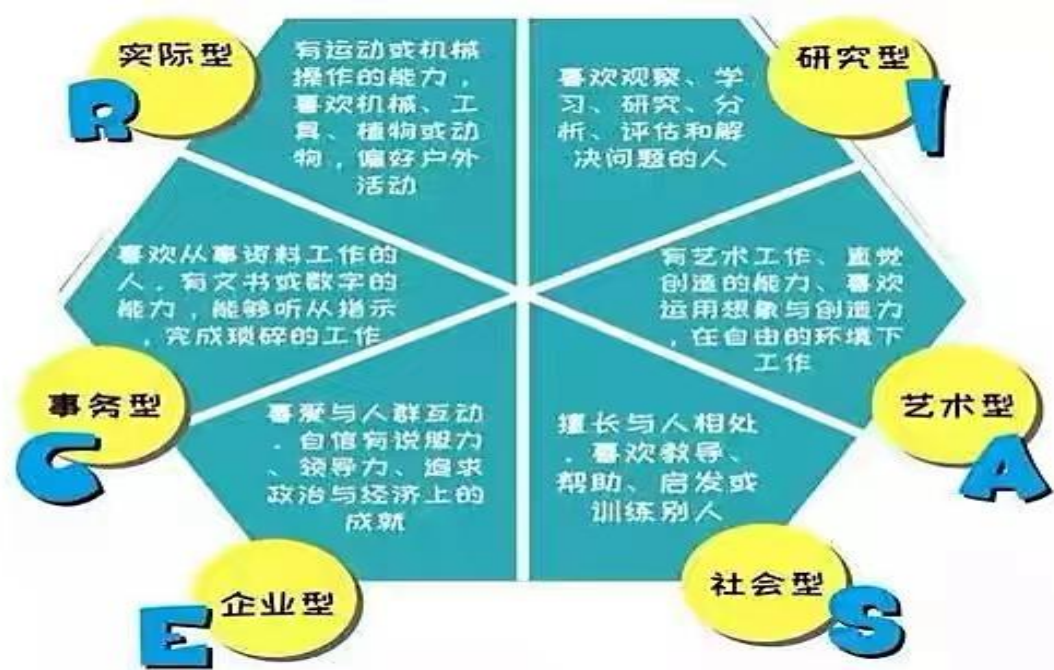 实际型
R
有运动或机械
操作的能力，
喜欢机械、工
具、植物或动
物，偏好户外
活动
喜欢观察、学
习、研究、分
析、评估和解
决问题的人
研究型
I
喜欢从事资料工作的
人．有文书或数字的
能力，能够听从指示
，完成琐碎的工作
有艺术工作、直觉
创造的能力、喜欢
运用想象与创造力
，在自由的环境下
工作
事务型
C
喜爱与人群互动
．自信有说服力
、领导力、追求
政治与经济上的
成就
擅长与人相处
．喜欢教导、
帮助、启发或
训练别人
艺术型
A
企业型
E
社会型
S